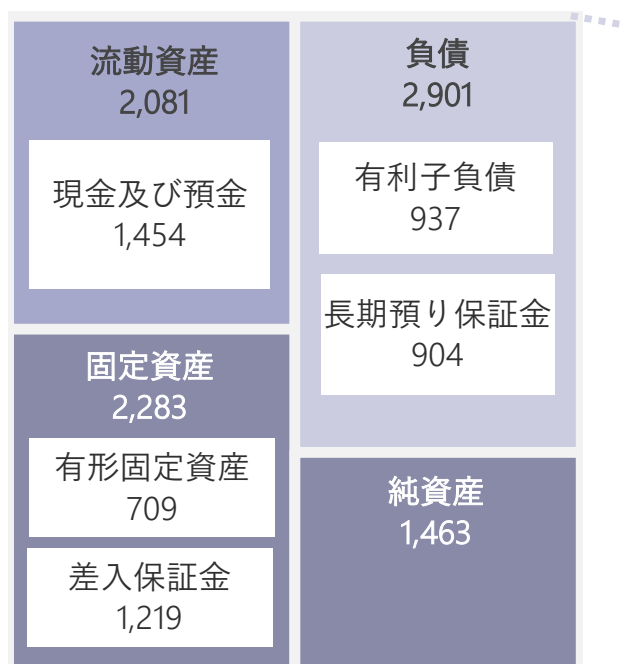 流動資産
2,081
現金及び預金
1,454
固定資産
2,283
有形固定資産
709
差入保証金
1,219
負債
2,901
有利子負債
937
長期預り保証金
904
純資産
1,463